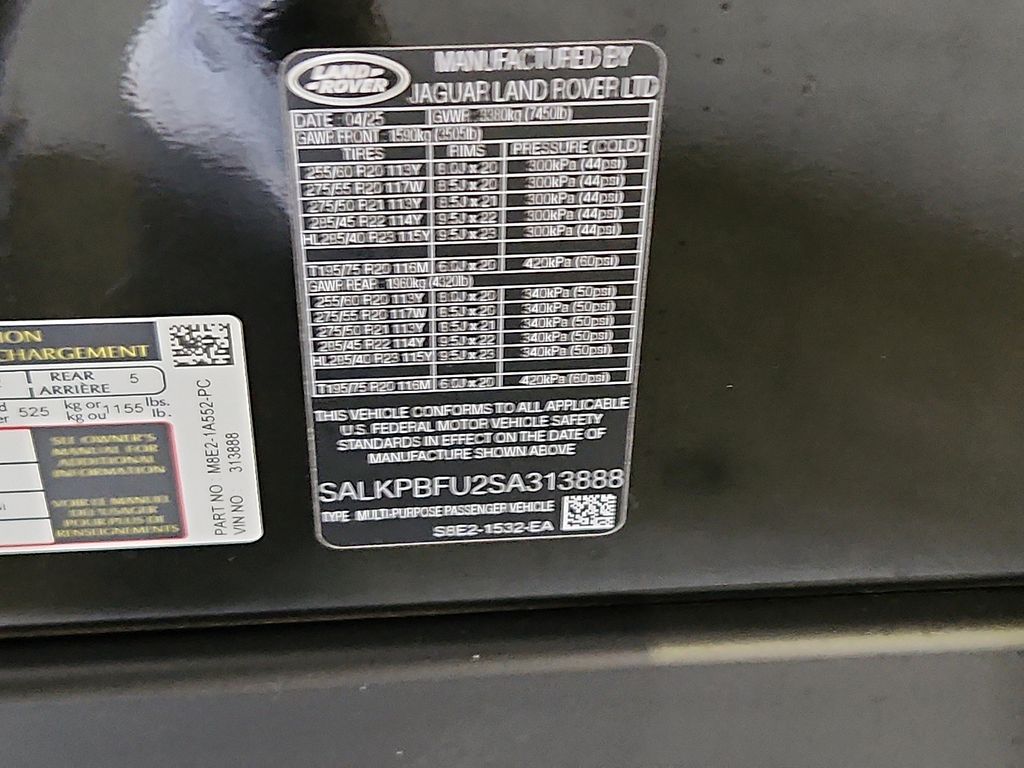 LAND
ROVER
MANUFACTURED BY
JAGUAR LAND ROVER LTD
DATE 04/25 GVWR 3380kg (7450lb)
GAWR FRONT 1590kg (3505lb)
TIRES RIMS PRESSURE (COLD)
255/60 R20 113Y 8.0J x 20 300kPa (44psi)
275/55 R20 117W 8.5J x 20 300kPa (44psi)
275/50 R21 113Y 8.5J x 21 300kPa (44psi)
285/45 R22 114Y 9.5J x 22 300kPa (44psi)
HL285/40 R23 115Y 9.5J x 23 300kPa (44psi)
T195/75 R20 116M 6.0J x 20 420kPa (60psi)
GAWR REAR 1960kg (4320lb)
255/60 R20 113Y 8.0J x 20 340kPa (50psi)
275/55 R20 117W 8.5J x 20 340kPa (50psi)
275/50 R21 113Y 8.5J x 21 340kPa (50psi)
285/45 R22 114Y 9.5J x 22 340kPa (50psi)
HL285/40 R23 115Y 9.5J x 23 340kPa (50psi)
T195/75 R20 116M 6.0J x 20 420kPa (60psi)
THIS VEHICLE CONFORMS TO ALL APPLICABLE
U.S. FEDERAL MOTOR VEHICLE SAFETY
STANDARDS IN EFFECT ON THE DATE OF
MANUFACTURE SHOWN ABOVE
SALKPBFU2SA313888
TYPE MULTI-PURPOSE PASSENGER VEHICLE
S8E2-1532-EA
CHARGEMENT
REAR
ARRIÈRE 5
525 kg or 1155 lbs.
kg ou lb.
SEE OWNER'S
MANUAL FOR
ADDITIONAL
INFORMATION
VOIR LE MANUEL
DE L'USAGER
POUR PLUS DE
RENSEIGNEMENTS
PART NO M8E2-1A552-PC
VIN NO 313888